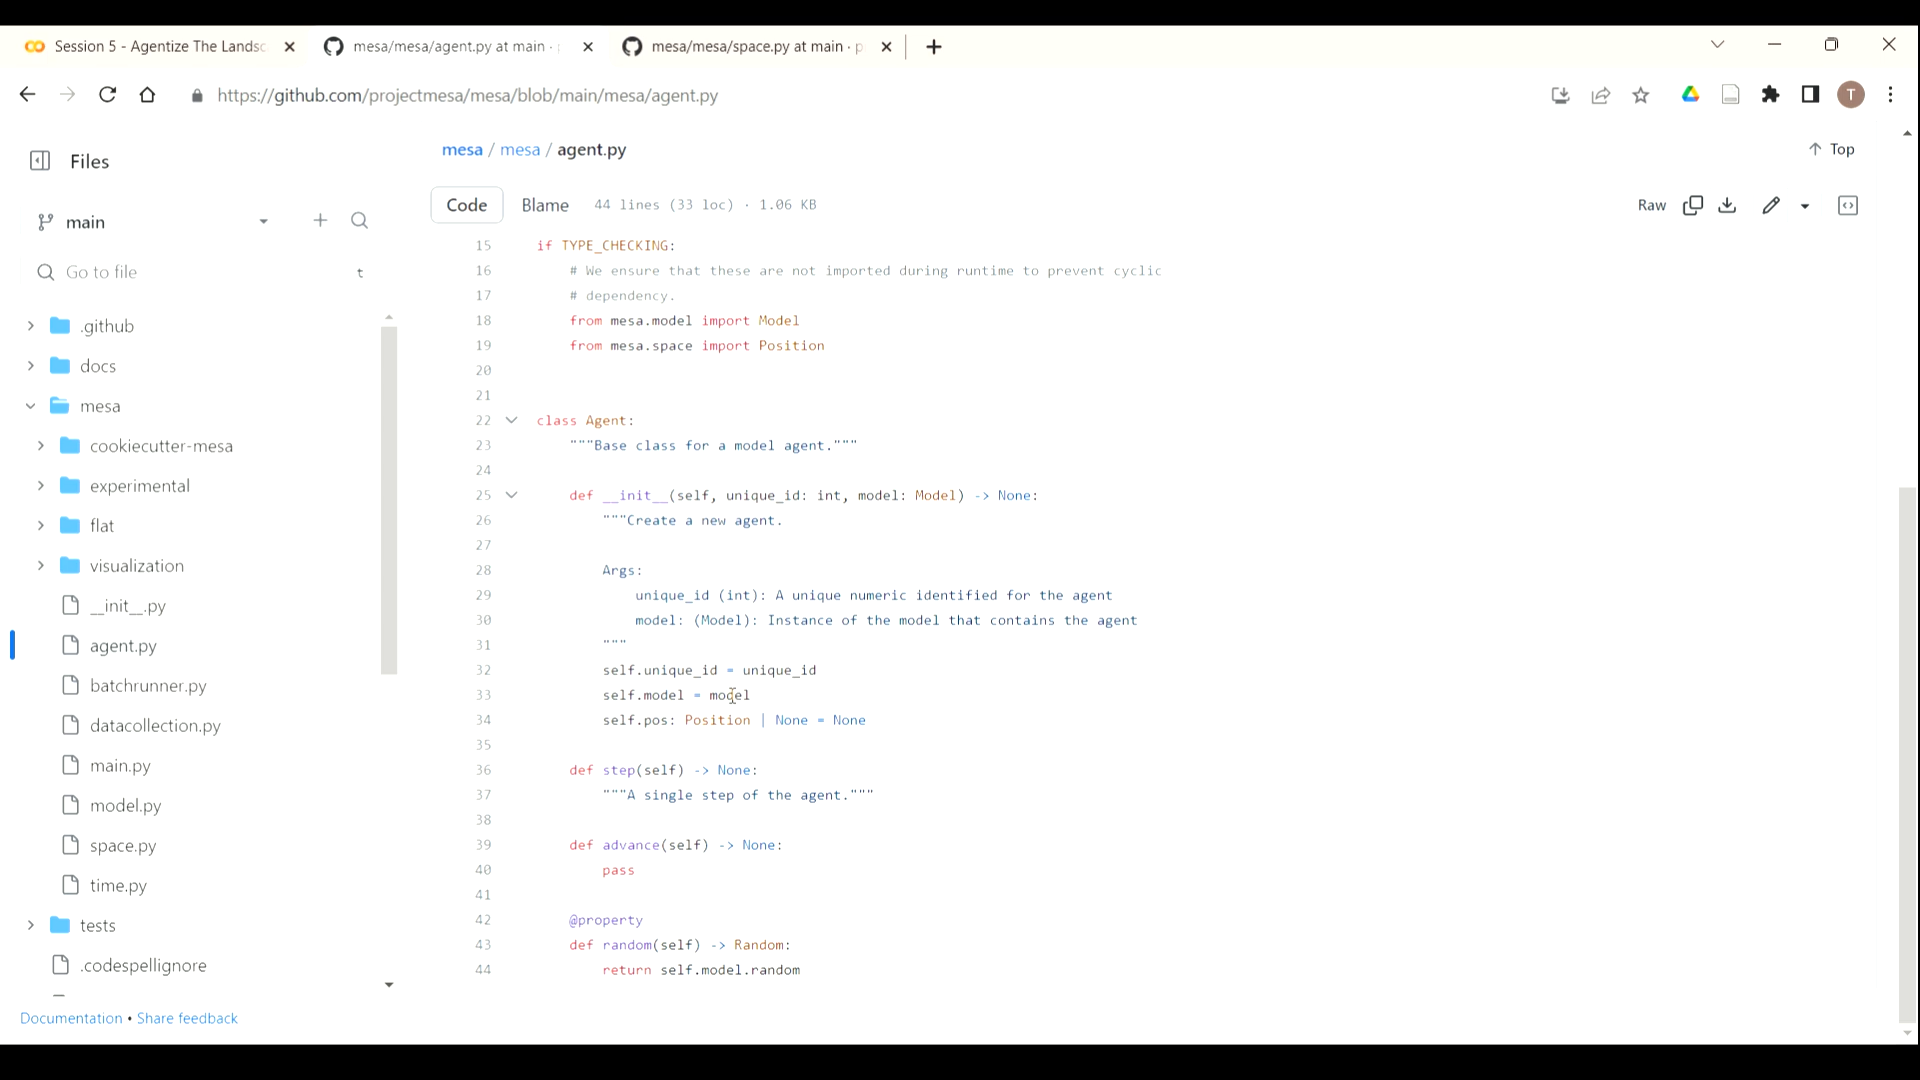 Session 5 - Agentize The Landsc
mesa/mesa/agent.py at main ·
mesa/mesa/space.py at main · p
https://github.com/projectmesa/mesa/blob/main/mesa/agent.py
T
Files
main
Go to file
t
.github
docs
mesa
cookiecutter-mesa
experimental
flat
visualization
__init__.py
agent.py
batchrunner.py
datacollection.py
main.py
model.py
space.py
time.py
tests
.codespellignore
Documentation • Share feedback
mesa / mesa / agent.py
Top
Code
Blame
44 lines (33 loc) · 1.06 KB
Raw
15 if TYPE_CHECKING:
16 # We ensure that these are not imported during runtime to prevent cyclic
17 # dependency.
18 from mesa.model import Model
19 from mesa.space import Position
20
21
22 class Agent:
23 """Base class for a model agent."""
24
25 def __init__(self, unique_id: int, model: Model) -> None:
26 """Create a new agent.
27
28 Args:
29 unique_id (int): A unique numeric identified for the agent
30 model: (Model): Instance of the model that contains the agent
31 """
32 self.unique_id = unique_id
33 self.model = model
34 self.pos: Position | None = None
35
36 def step(self) -> None:
37 """A single step of the agent."""
38
39 def advance(self) -> None:
40 pass
41
42 @property
43 def random(self) -> Random:
44 return self.model.random